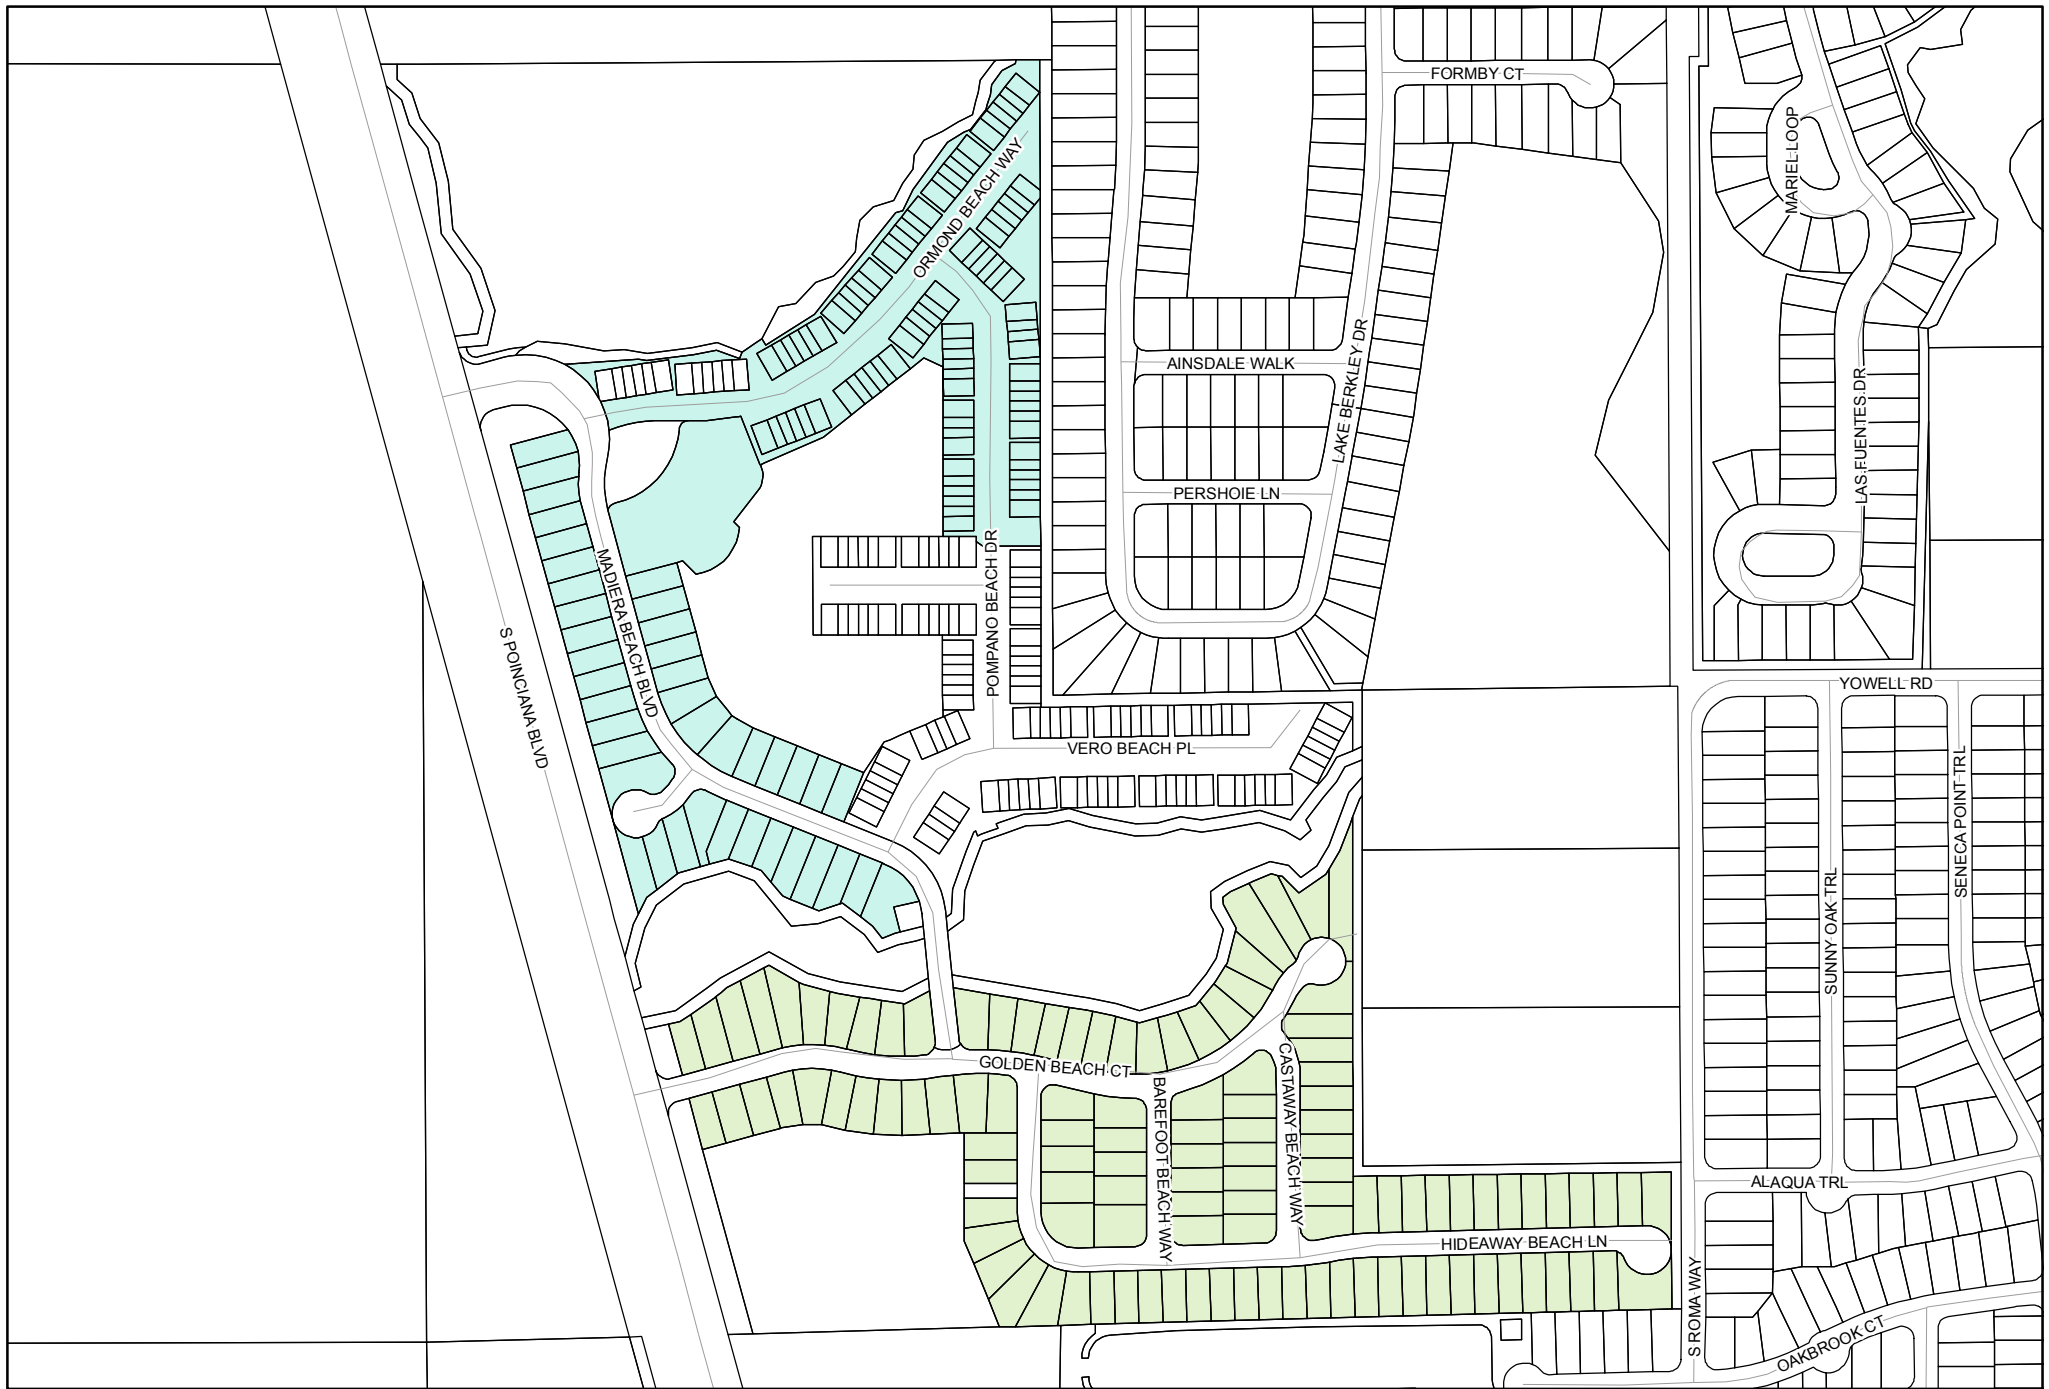 FORMBY CT
MARIEL LOOP
ORMOND BEACH WAY
AINSDALE WALK
LAKE BERKLEY DR
LAS FUENTES DR
PERSHOIE LN
MADIERA BEACH BLVD
POMPANO BEACH DR
S POINCIANA BLVD
YOWELL RD
VERO BEACH PL
SENECA POINT TRL
SUNNY OAK TRL
GOLDEN BEACH CT
BAREFOOT BEACH WAY
CASTAWAY BEACH WAY
ALAQUA TRL
HIDEAWAY BEACH LN
S ROMA WAY
OAKBROOK CT